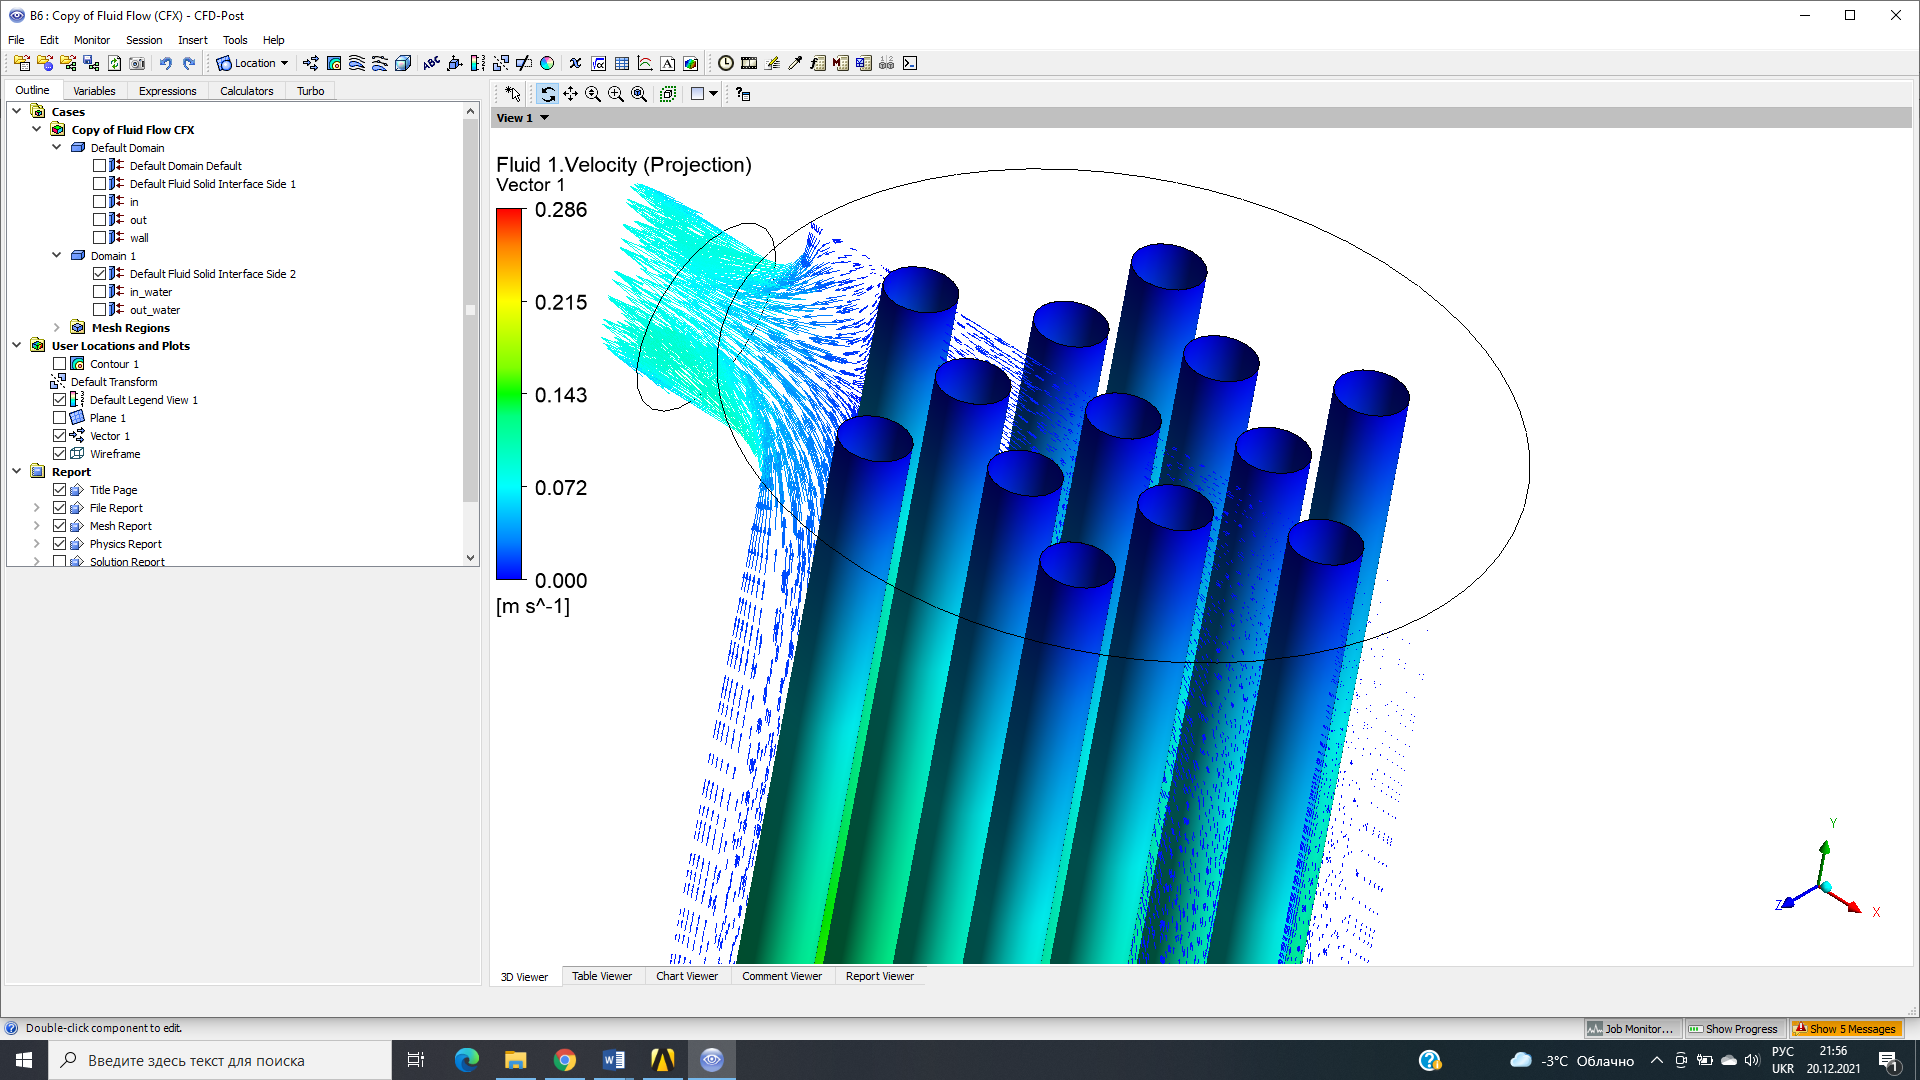 B6 : Copy of Fluid Flow (CFX) - CFD-Post
File Edit Monitor Session Insert Tools Help
Location
Outline Variables Expressions Calculators Turbo
Cases
Copy of Fluid Flow CFX
Default Domain
Default Domain Default
Default Fluid Solid Interface Side 1
in
out
wall
Domain 1
Default Fluid Solid Interface Side 2
in_water
out_water
Mesh Regions
User Locations and Plots
Contour 1
Default Transform
Default Legend View 1
Plane 1
Vector 1
Wireframe
Report
Title Page
File Report
Mesh Report
Physics Report
Solution Report
View 1
Fluid 1.Velocity (Projection)
Vector 1
0.286
0.215
0.143
0.072
0.000
[m s^-1]
Y
Z
X
3D Viewer Table Viewer Chart Viewer Comment Viewer Report Viewer
Double-click component to edit.
Job Monitor... Show Progress Show 5 Messages
Введите здесь текст для поиска
-3°C Облачно
РУС
UKR
21:56
20.12.2021
1